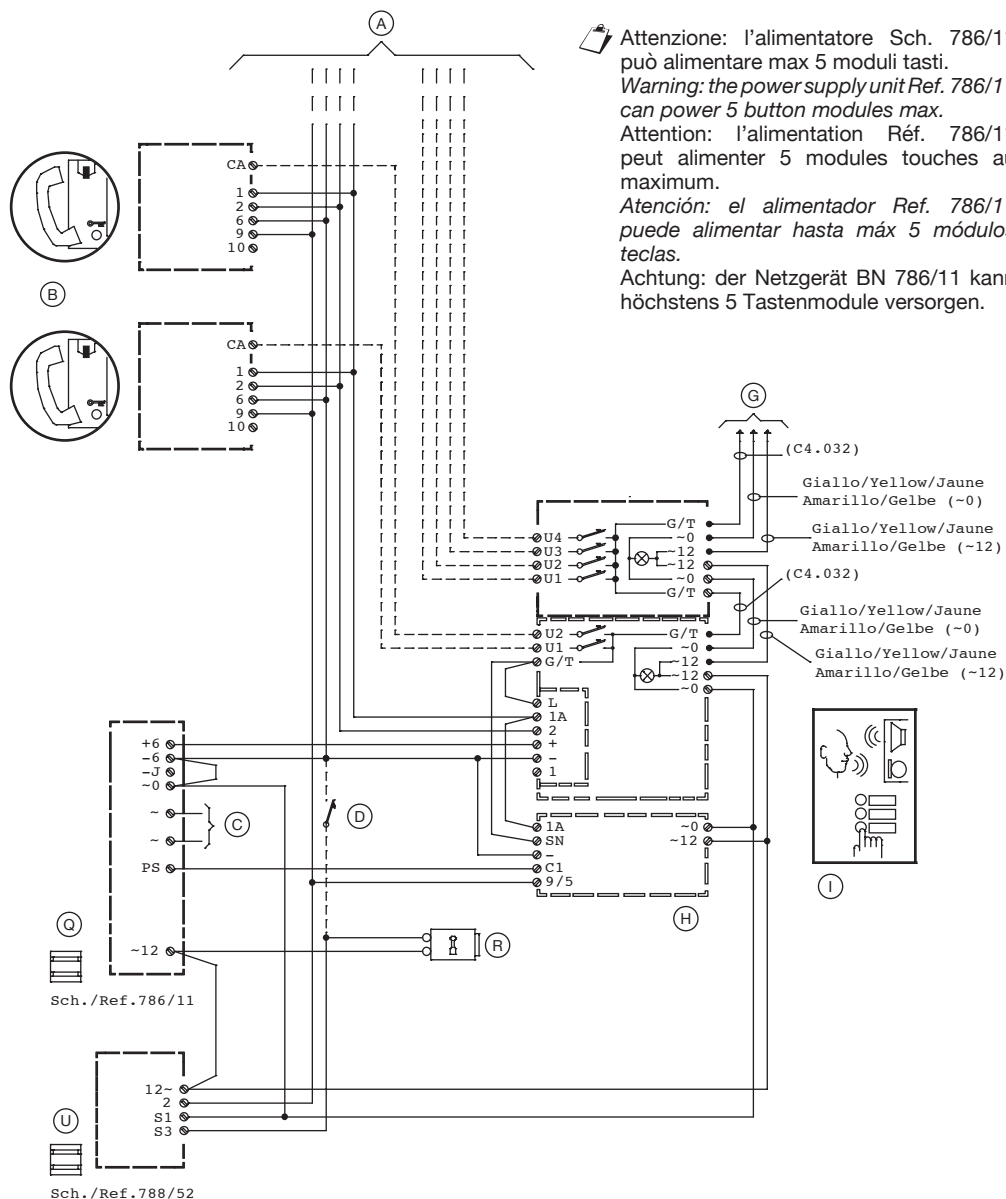 A
Attenzione: l'alimentatore Sch. 786/11
può alimentare max 5 moduli tasti.
Warning: the power supply unit Ref. 786/1
can power 5 button modules max.
Attention: l'alimentation Réf. 786/11
peut alimenter 5 modules touches au
maximum.
Atención: el alimentador Ref. 786/1
puede alimentar hasta máx 5 módulos
teclas.
Achtung: der Netzgerät BN 786/11 kann
höchstens 5 Tastenmodule versorgen.
CA
1
2
6
9
10
B
CA
1
2
6
9
10
G
(C4.032)
Giallo/Yellow/Jaune
Amarillo/Gelbe (~0)
Giallo/Yellow/Jaune
Amarillo/Gelbe (~12)
(C4.032)
Giallo/Yellow/Jaune
Amarillo/Gelbe (~0)
Giallo/Yellow/Jaune
Amarillo/Gelbe (~12)
U4
U3
U2
U1
G/T
~0
~12
~12
~0
G/T
U2
U1
G/T
G/T
~0
~12
~12
~0
L
1A
2
+
-
1
1A
SN
-
C1
9/5
~0
~12
H
I
+6
-6
-J
~0
~
~
PS
~12
C
D
R
Q
Sch./Ref.786/11
12~
2
S1
S3
U
Sch./Ref.788/52